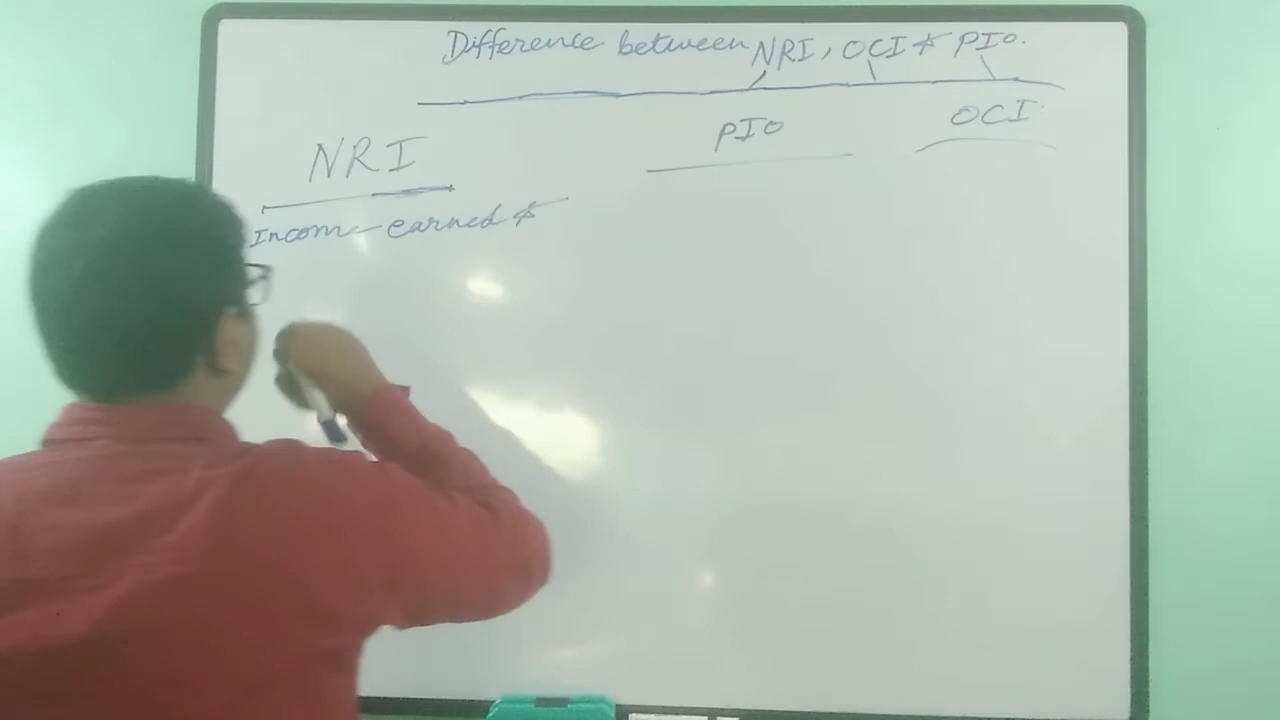 Difference between NRI, OCI & PIO.
NRI PIO OCI
Income earned &